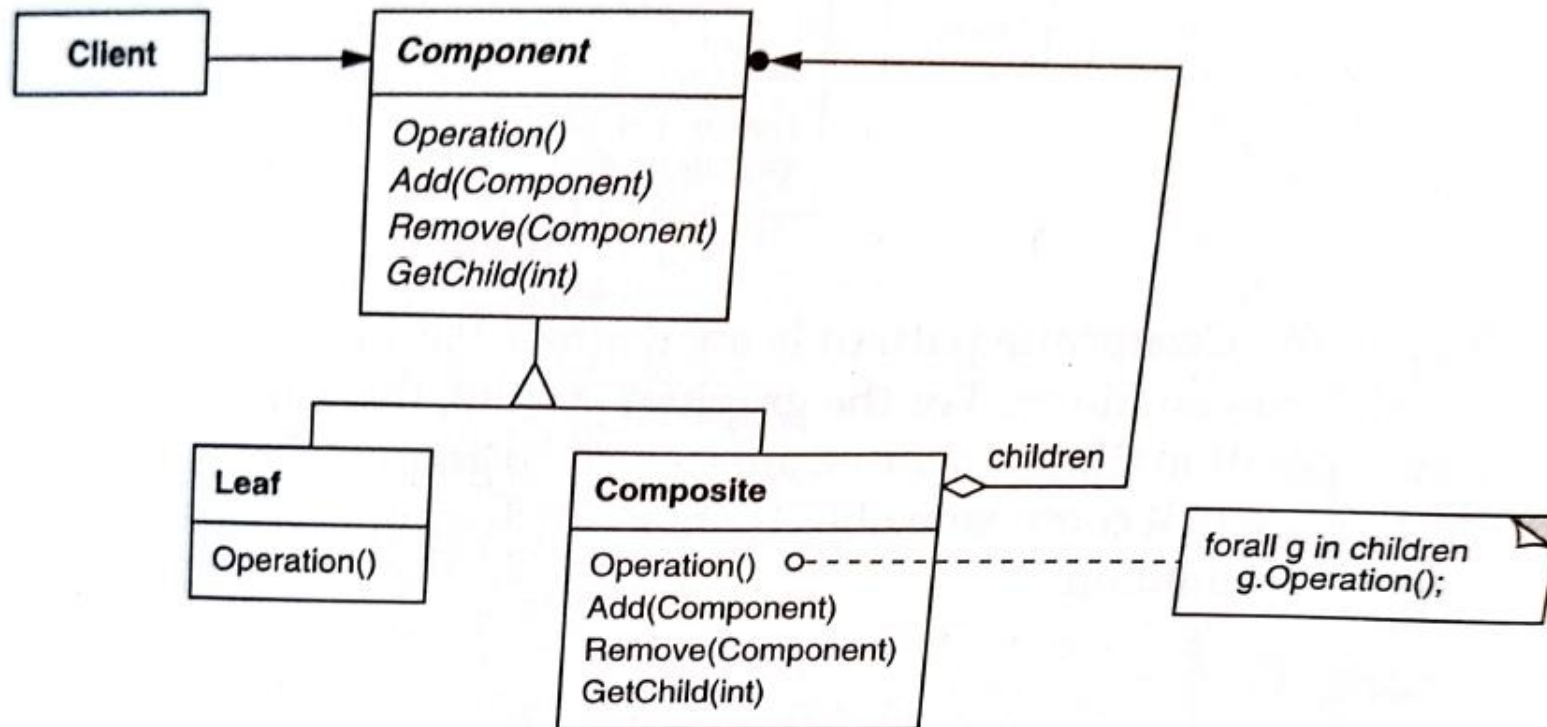 Client
Component
Operation()
Add(Component)
Remove(Component)
GetChild(int)
Leaf
Operation()
Composite
Operation()
Add(Component)
Remove(Component)
GetChild(int)
children
forall g in children
g.Operation();